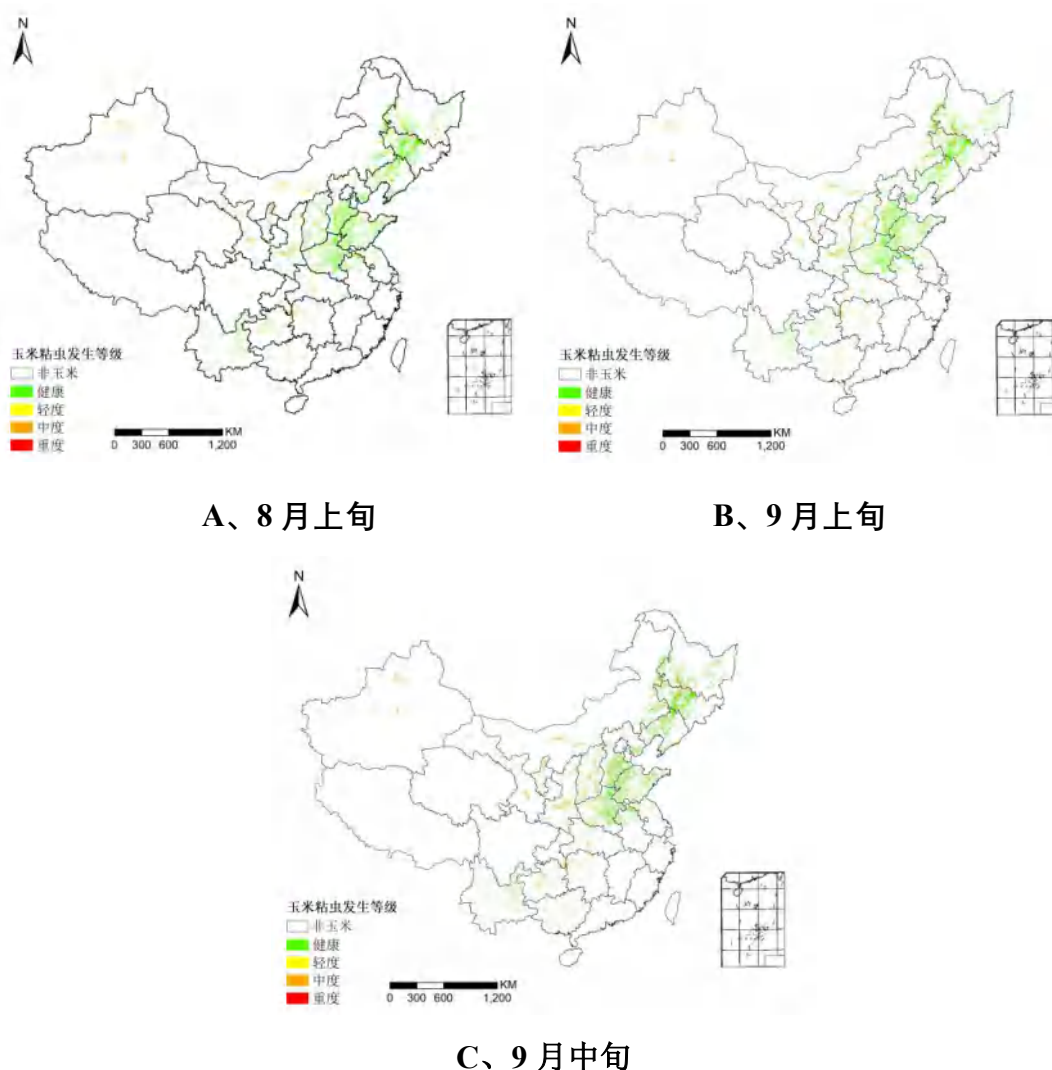 N
玉米粘虫发生等级
非玉米
健康
轻度
中度
重度
KM
0 300 600 1,200
A、8 月上旬
N
玉米粘虫发生等级
非玉米
健康
轻度
中度
重度
KM
0 300 600 1,200
B、9 月上旬
N
玉米粘虫发生等级
非玉米
健康
轻度
中度
重度
KM
0 300 600 1,200
C、9 月中旬